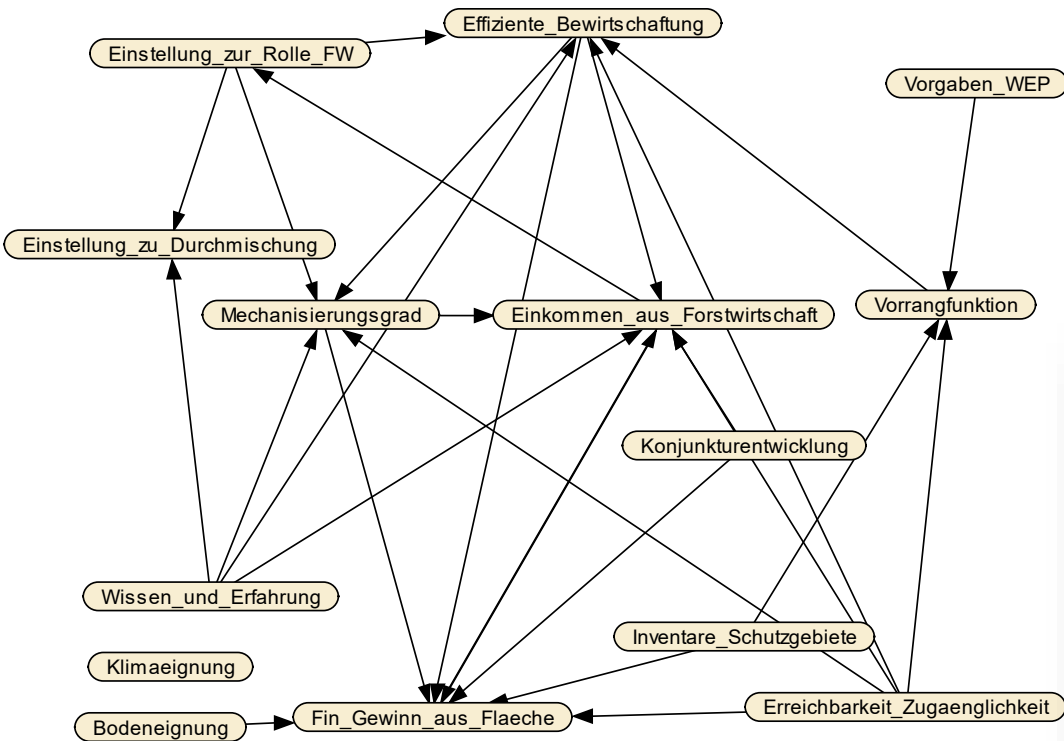 Effiziente_Bewirtschaftung
Einstellung_zur_Rolle_FW
Vorgaben_WEP
Einstellung_zu_Durchmischung
Vorrangfunktion
Mechanisierungsgrad
Einkommen_aus_Forstwirtschaft
Konjunkturentwicklung
Wissen_und_Erfahrung
Inventare_Schutzgebiete
Klimaeignung
Erreichbarkeit_Zugaenglichkeit
Fin_Gewinn_aus_Flaeche
Bodeneignung